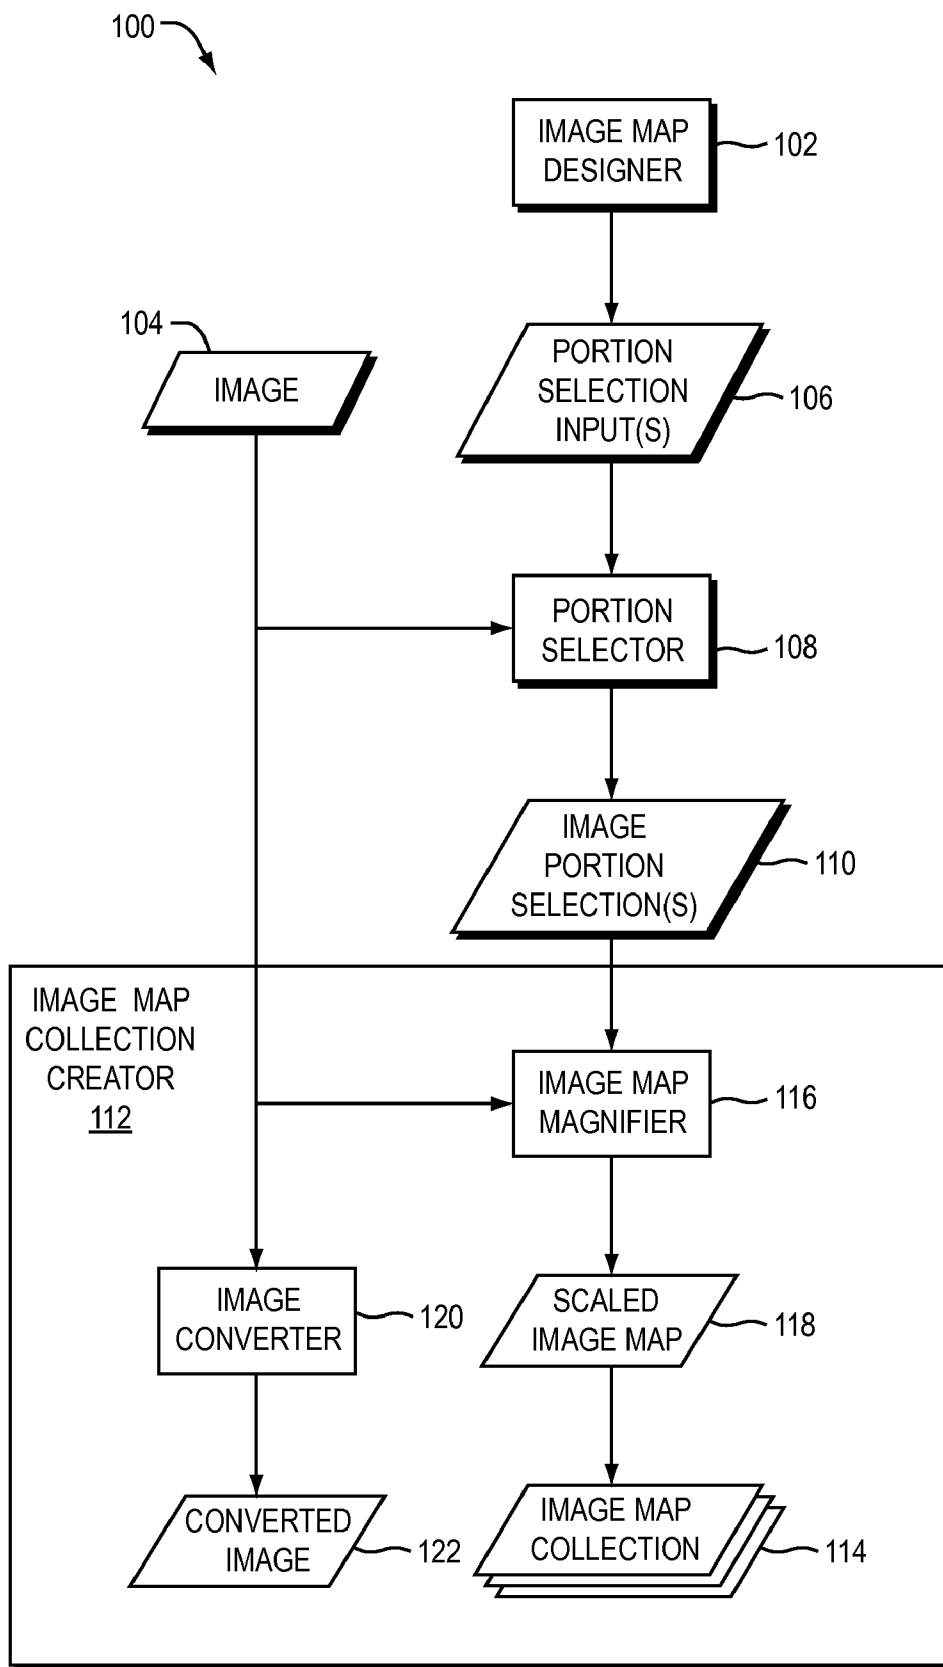 100
IMAGE MAP
DESIGNER
102
104
IMAGE
PORTION
SELECTION
INPUT(S)
106
PORTION
SELECTOR
108
IMAGE
PORTION
SELECTION(S)
110
IMAGE MAP
COLLECTION
CREATOR
112
IMAGE MAP
MAGNIFIER
116
IMAGE
CONVERTER
120
SCALED
IMAGE MAP
118
CONVERTED
IMAGE
122
IMAGE MAP
COLLECTION
114